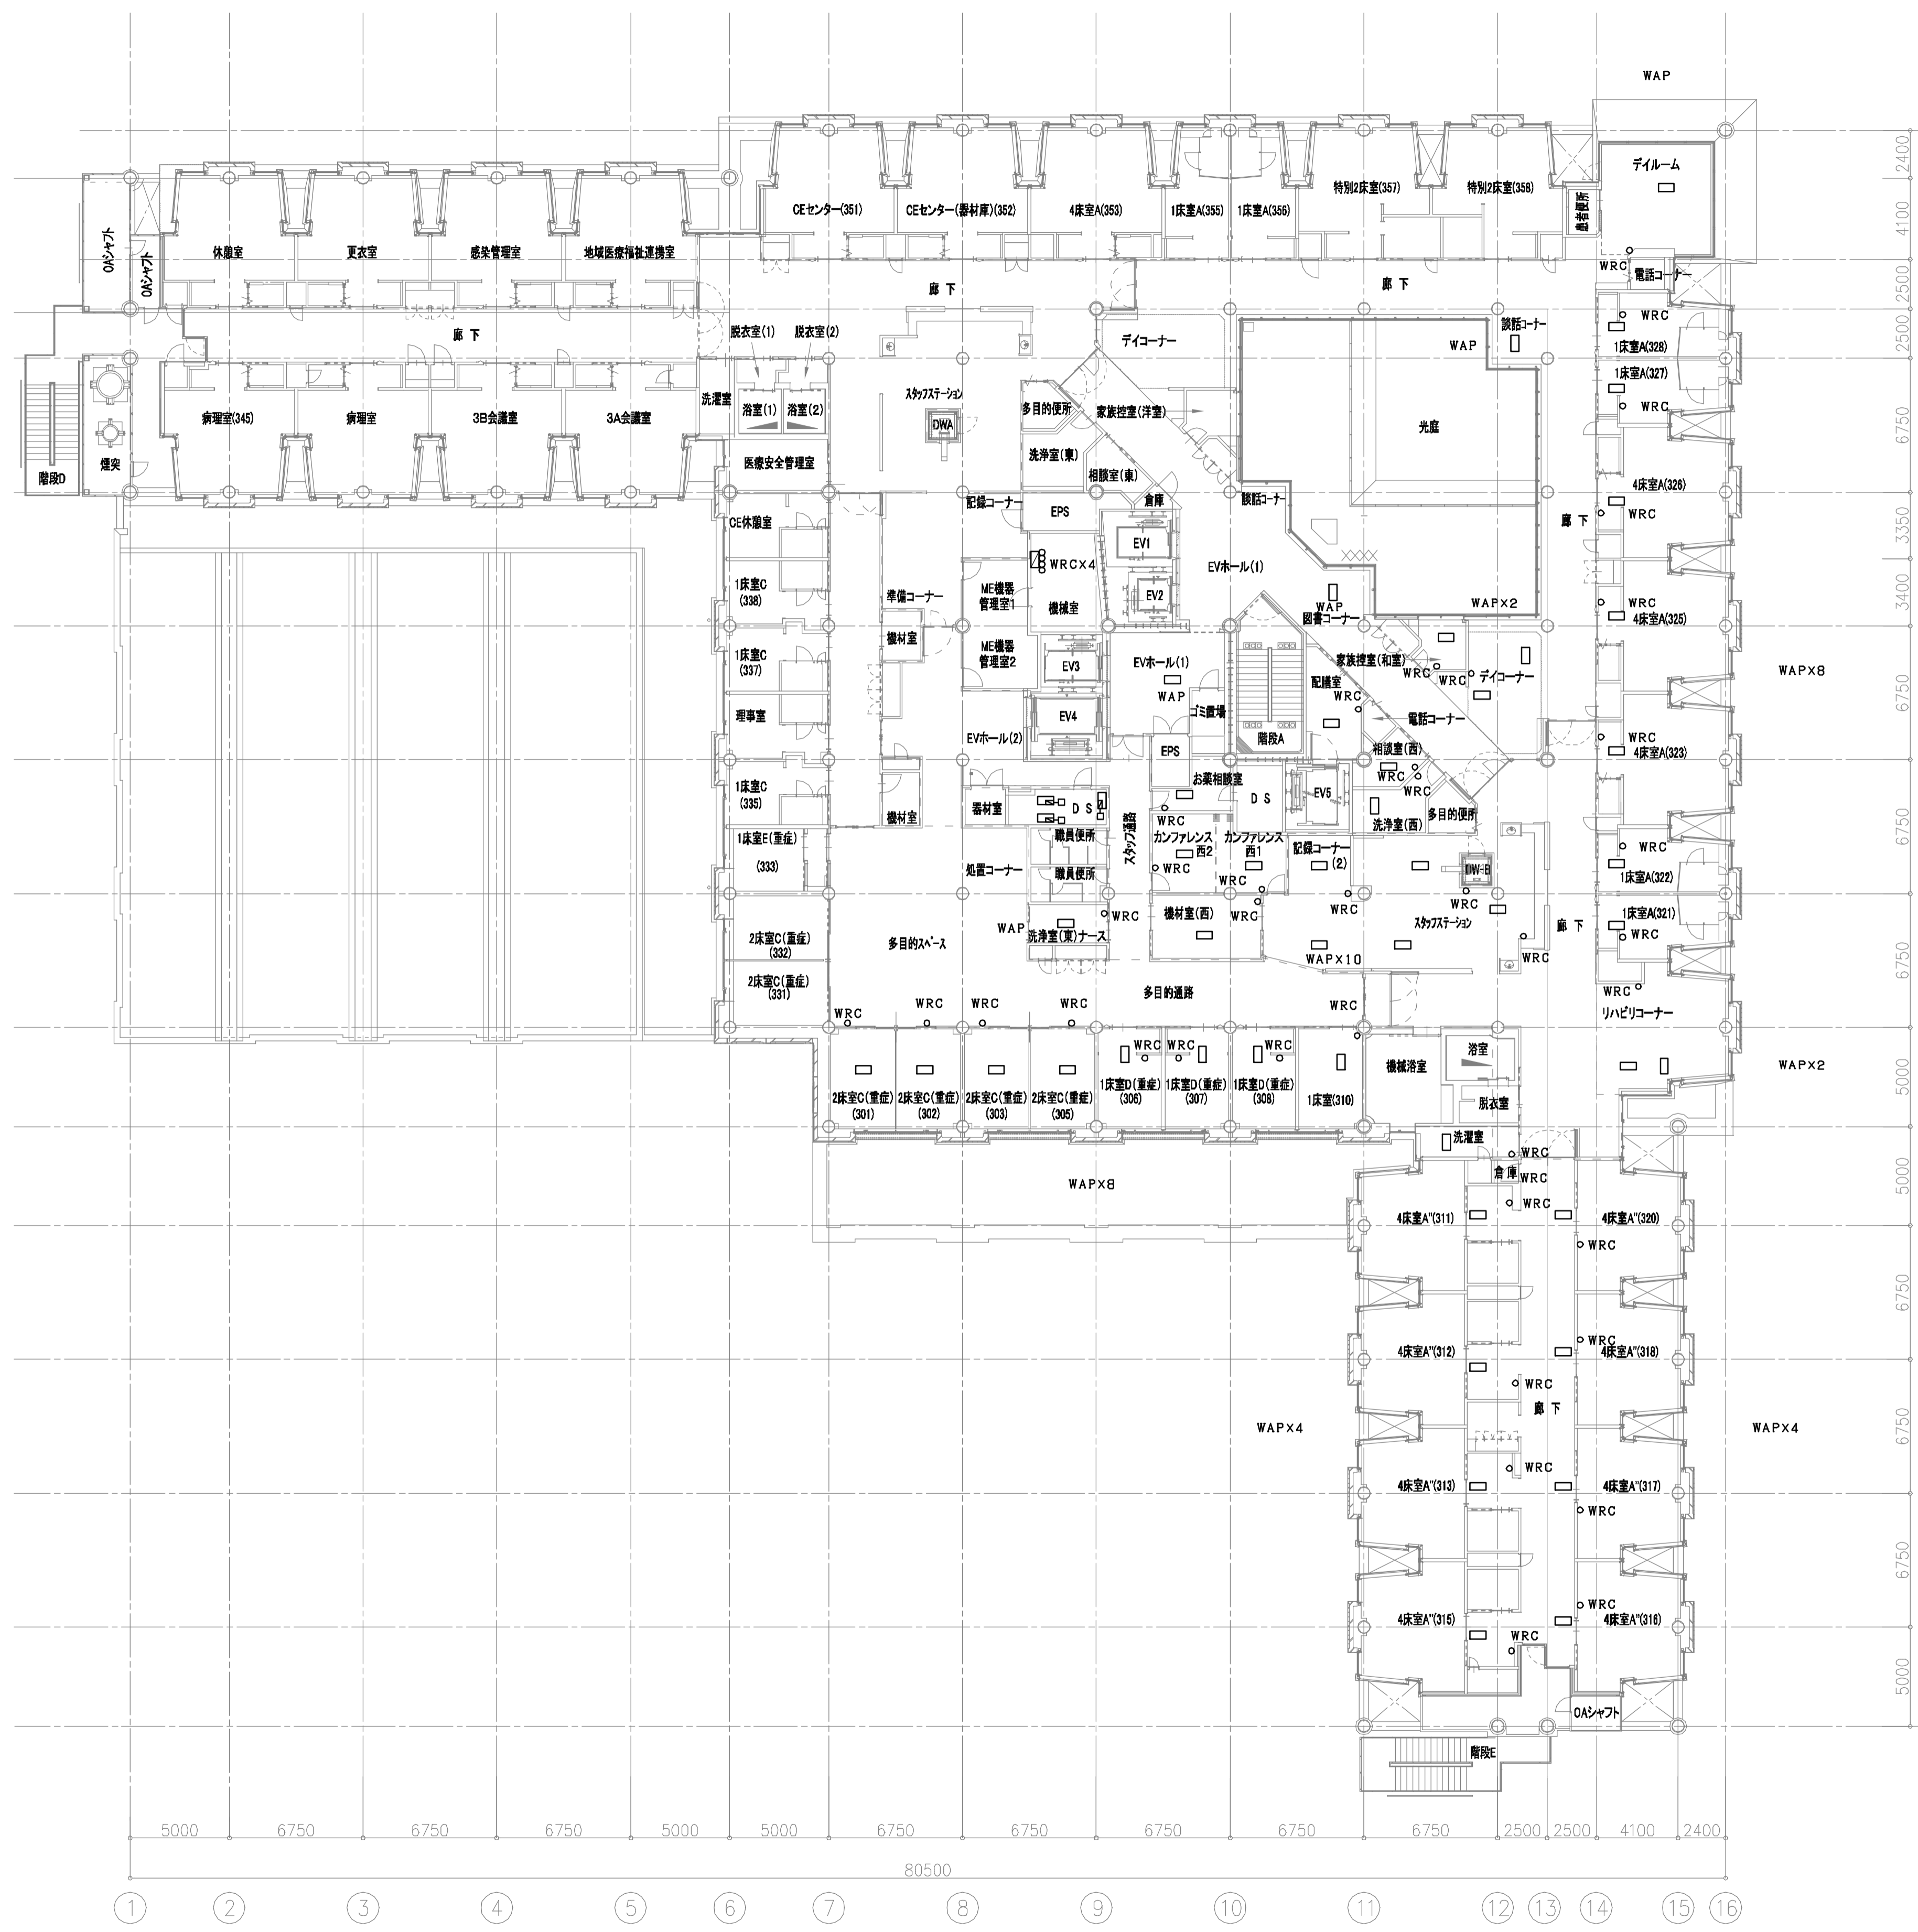 WAP
デイルーム
患者便所
CEセンター(351)
CEセンター(器材庫)(352)
4床室A(353)
1床室A(355)
1床室A(356)
特別2床室(357)
特別2床室(358)
2400
4100
2500
2500
6750
3350
3400
6750
6750
6750
5000
5000
6750
6750
6750
5000
OAシャフト
OAシャフト
休憩室
更衣室
感染管理室
地域医療福祉連携室
廊 下
廊 下
WRC
電話コーナー
WRC
1床室A(328)
1床室A(327)
WRC
廊 下
脱衣室(1)
脱衣室(2)
デイコーナー
談話コーナー
WAP
洗濯室
浴室(1)
浴室(2)
スタッフステーション
DWA
多目的便所
家族控室(洋室)
光庭
病理室(345)
病理室
3B会議室
3A会議室
階段D
煙突
医療安全管理室
洗浄室(東)
相談室(東)
記録コーナー
EPS
倉庫
談話コーナー
4床室A(326)
WRC
廊 下
CE休憩室
EV1
WRC×4
EVホール(1)
1床室C
(338)
準備コーナー
ME機器
管理室1
機械室
EV2
WAP
図書コーナー
WAP×2
WRC
4床室A(325)
機材室
1床室C
(337)
ME機器
管理室2
EV3
EVホール(1)
WAP
家族控室(和室)
WRC
WRC
デイコーナー
WAP×8
配膳室
WRC
理事室
EV4
ゴミ置場
電話コーナー
EVホール(2)
階段A
EPS
相談室(西)
WRC
WRC
WRC
4床室A(323)
1床室C
(335)
お薬相談室
D S
EV5
器材室
D S
機材室
WRC
洗浄室(西)
多目的便所
1床室E(重症)
(333)
職員便所
スタッフ通路
カンファレンス
西2
カンファレンス
西1
記録コーナー
(2)
WRC
1床室A(322)
処置コーナー
職員便所
WRC
WRC
DW-B
WRC
WRC
WRC
WRC
機材室(西)
WAP
洗浄室(東)ナース
スタッフステーション
廊 下
1床室A(321)
WRC
多目的スペース
2床室C(重症)
(332)
WAP×10
WRC
2床室C(重症)
(331)
多目的通路
WRC
リハビリコーナー
WRC
WRC
WRC
WRC
WRC
WRC
WRC
WRC
機械浴室
浴室
脱衣室
WAP×2
2床室C(重症)
(301)
2床室C(重症)
(302)
2床室C(重症)
(303)
2床室C(重症)
(305)
1床室D(重症)
(306)
1床室D(重症)
(307)
1床室D(重症)
(308)
1床室(310)
洗濯室
WRC
倉 庫
WRC
WAP×8
WRC
4床室A"(311)
4床室A"(320)
WRC
WRC
4床室A"(312)
4床室A"(318)
WRC
廊 下
WAP×4
WAP×4
WRC
4床室A"(313)
4床室A"(317)
WRC
WRC
4床室A"(315)
4床室A"(316)
WRC
OAシャフト
階段E
5000
6750
6750
6750
5000
5000
6750
6750
6750
6750
6750
2500
2500
4100
2400
80500
1
2
3
4
5
6
7
8
9
10
11
12
13
14
15
16